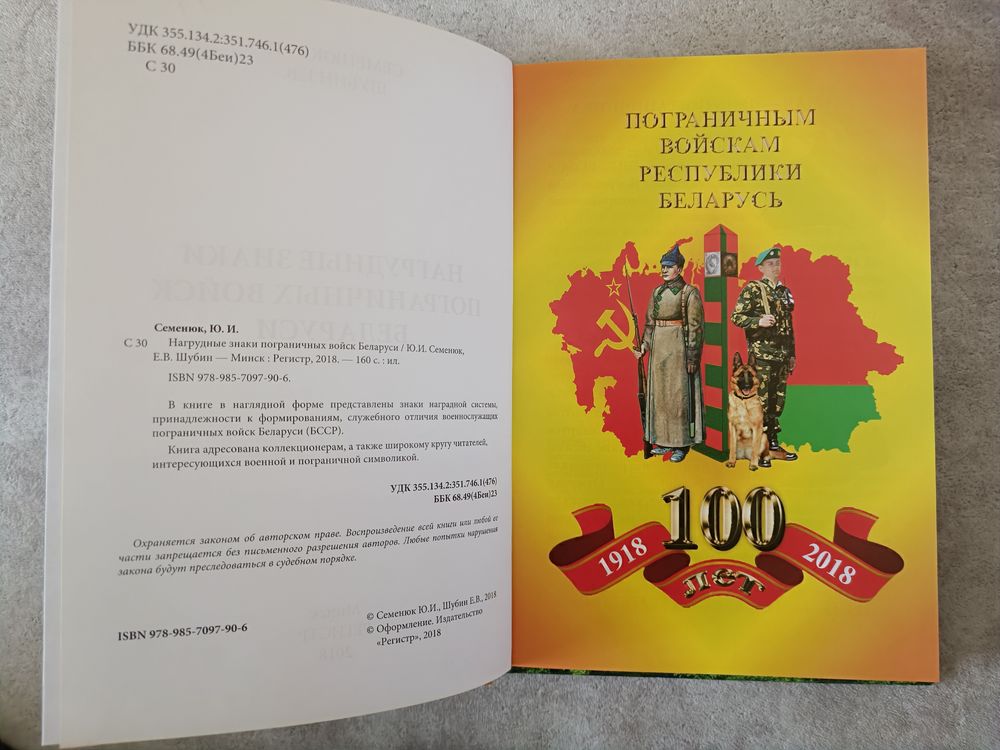 УДК 355.134.2:351.746.1(476)
ББК 68.49(4Беи)23
С 30
Семенюк, Ю. И.
С 30 Нагрудные знаки пограничных войск Беларуси / Ю.И. Семенюк,
Е.В. Шубин — Минск : Регистр, 2018. — 160 с. : ил.
ISBN 978-985-7097-90-6.
В книге в наглядной форме представлены знаки наградной системы,
принадлежности к формированиям, служебного отличия военнослужащих
пограничных войск Беларуси (БССР).
Книга адресована коллекционерам, а также широкому кругу читателей,
интересующихся военной и пограничной символикой.
УДК 355.134.2:351.746.1(476)
ББК 68.49(4Беи)23
Охраняется законом об авторском праве. Воспроизведение всей книги или любой ее
части запрещается без письменного разрешения авторов. Любые попытки нарушения
закона будут преследоваться в судебном порядке.
© Семенюк Ю.И., Шубин Е.В., 2018
© Оформление. Издательство
«Регистр», 2018
ISBN 978-985-7097-90-6
ПОГРАНИЧНЫМ
ВОЙСКАМ
РЕСПУБЛИКИ
БЕЛАРУСЬ
100
1918 лет 2018